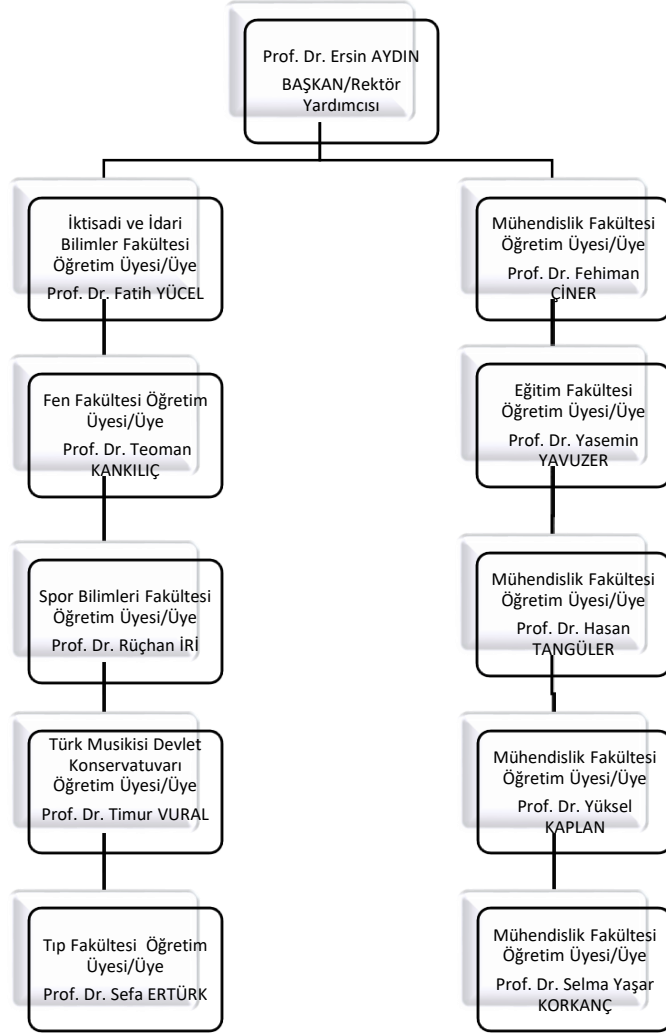 Prof. Dr. Ersin AYDIN
BAŞKAN/Rektör
Yardımcısı
İktisadi ve İdari
Bilimler Fakültesi
Öğretim Üyesi/Üye
Prof. Dr. Fatih YÜCEL
Fen Fakültesi Öğretim
Üyesi/Üye
Prof. Dr. Teoman
KANKILIÇ
Spor Bilimleri Fakültesi
Öğretim Üyesi/Üye
Prof. Dr. Rüçhan İRİ
Türk Musikisi Devlet
Konservatuvarı
Öğretim Üyesi/Üye
Prof. Dr. Timur VURAL
Tıp Fakültesi  Öğretim
Üyesi/Üye
Prof. Dr. Sefa ERTÜRK
Mühendislik Fakültesi
Öğretim Üyesi/Üye
Prof. Dr. Fehiman
ÇİNER
Eğitim Fakültesi
Öğretim Üyesi/Üye
Prof. Dr. Yasemin
YAVUZER
Mühendislik Fakültesi
Öğretim Üyesi/Üye
Prof. Dr. Hasan
TANGÜLER
Mühendislik Fakültesi
Öğretim Üyesi/Üye
Prof. Dr. Yüksel
KAPLAN
Mühendislik Fakültesi
Öğretim Üyesi/Üye
Prof. Dr. Selma Yaşar
KORKANÇ